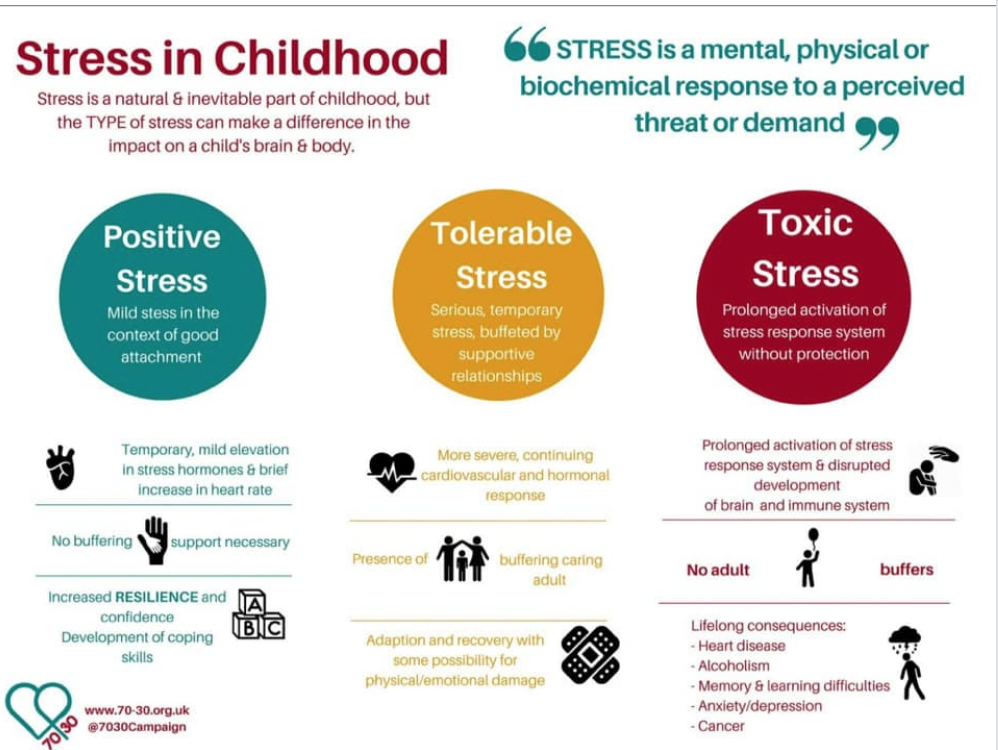 Stress in Childhood
Stress is a natural & inevitable part of childhood, but
the TYPE of stress can make a difference in the
impact on a child's brain & body.
“ STRESS is a mental, physical or
biochemical response to a perceived
threat or demand ”
Positive
Stress
Mild stess in the
context of good
attachment
Temporary, mild elevation
in stress hormones & brief
increase in heart rate
No buffering support necessary
Increased RESILIENCE and
confidence
Development of coping
skills
A
B C
Tolerable
Stress
Serious, temporary
stress, buffeted by
supportive
relationships
More severe, continuing
cardiovascular and hormonal
response
Presence of buffering caring
adult
Adaption and recovery with
some possibility for
physical/emotional damage
Toxic
Stress
Prolonged activation of
stress response system
without protection
Prolonged activation of stress
response system & disrupted
development
of brain and immune system
No adult buffers
Lifelong consequences:
- Heart disease
- Alcoholism
- Memory & learning difficulties
- Anxiety/depression
- Cancer
70 30
www.70-30.org.uk
@7030Campaign